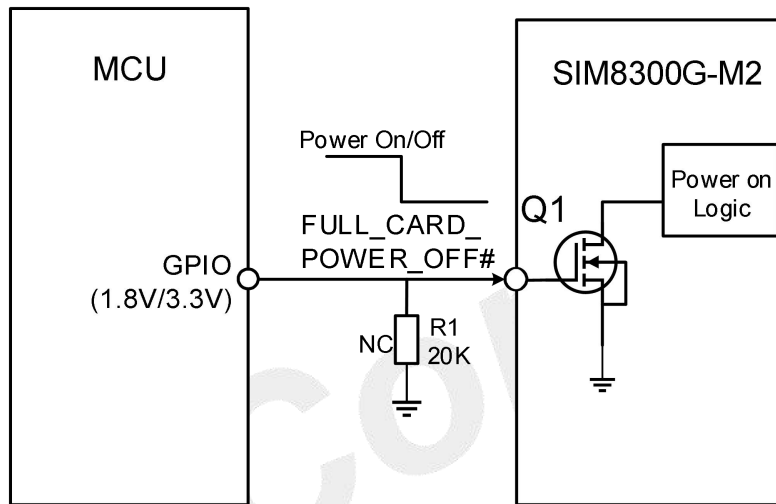 MCU
SIM8300G-M2
Power On/Off
Power on
Logic
Q1
FULL_CARD_
POWER_OFF#
GPIO
(1.8V/3.3V)
NC
R1
20K